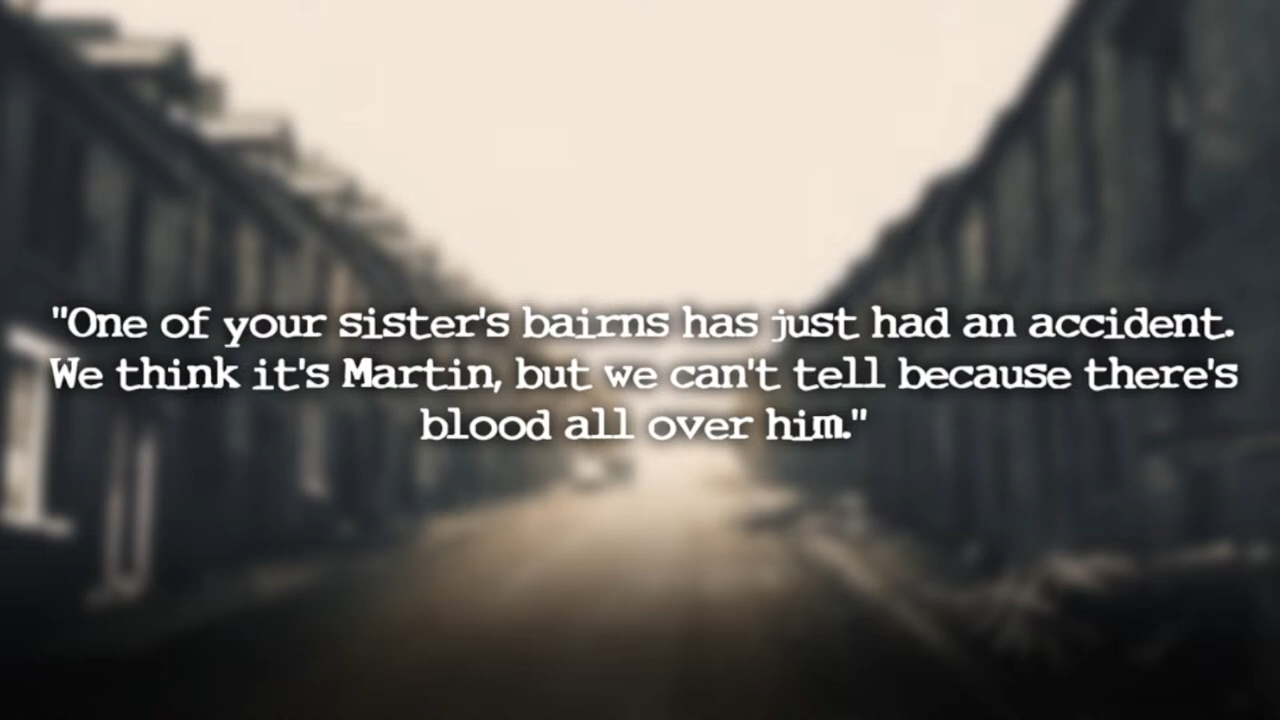 "One of your sister's bairns has just had an accident.
We think it's Martin, but we can't tell because there's
blood all over him."